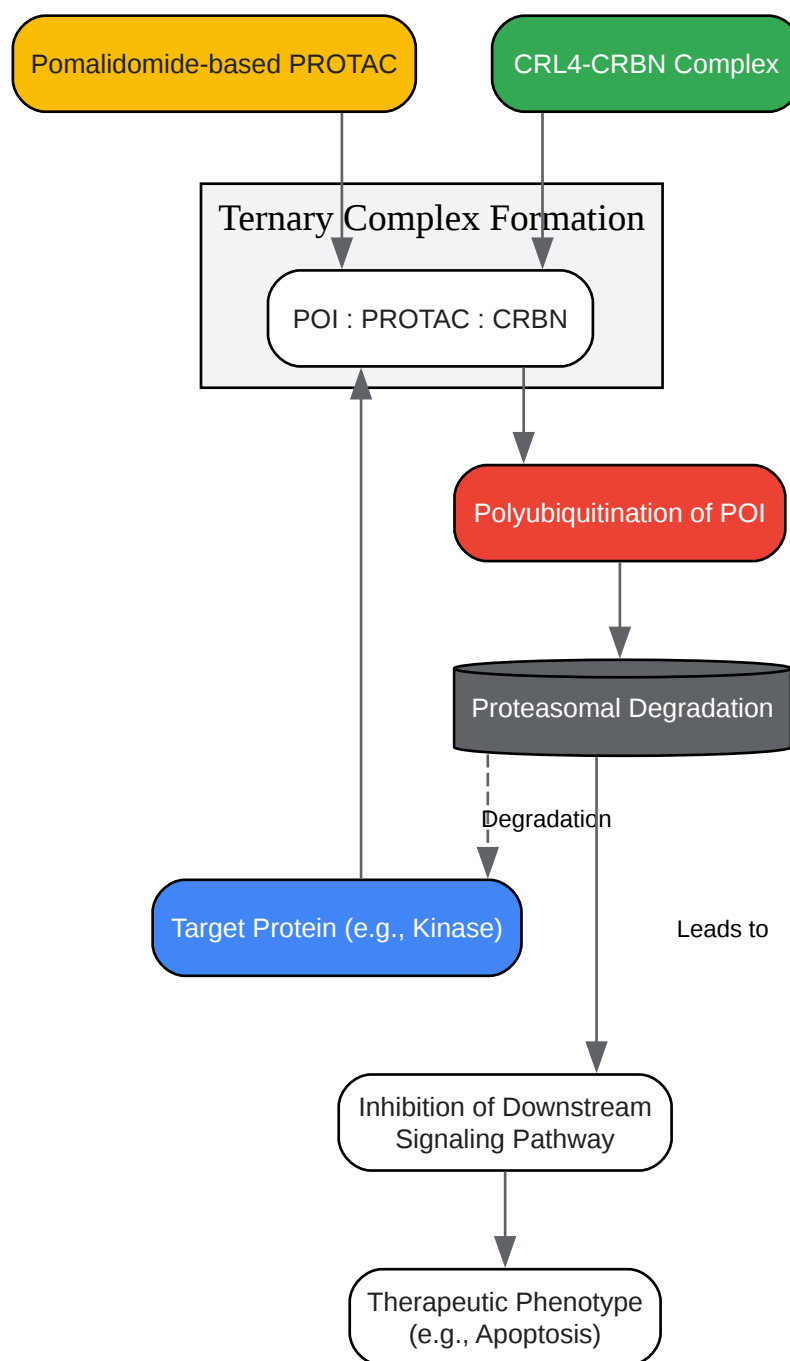 Pomalidomide-based PROTAC
CRL4-CRBN Complex
Ternary Complex Formation
POI : PROTAC : CRBN
Polyubiquitination of POI
Proteasomal Degradation
Degradation
Target Protein (e.g., Kinase)
Leads to
Inhibition of Downstream
Signaling Pathway
Therapeutic Phenotype
(e.g., Apoptosis)